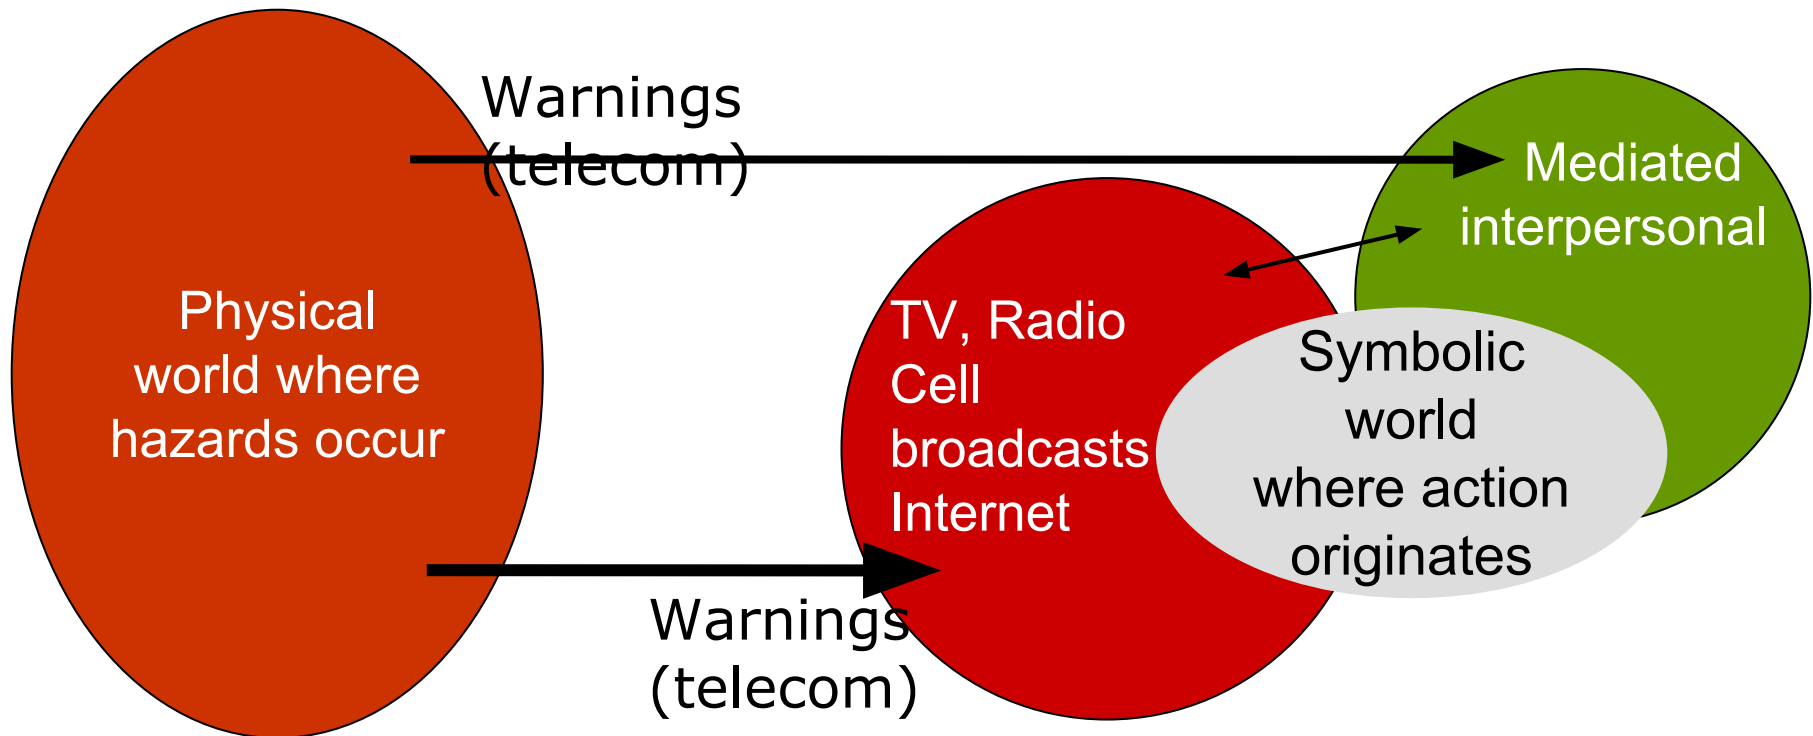 Warnings
(telecom)
Mediated
interpersonal
Physical
world where
hazards occur
TV, Radio
Cell
broadcasts
Internet
Symbolic
world
where action
originates
Warnings
(telecom)